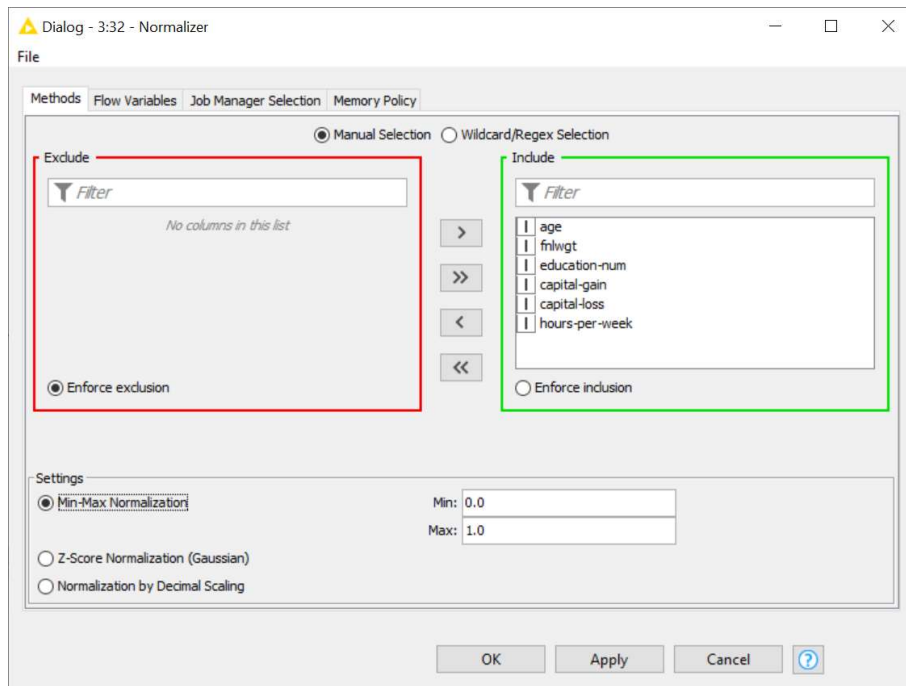 Dialog - 3:32 - Normalizer
File
Methods Flow Variables Job Manager Selection Memory Policy
Manual Selection Wildcard/Regex Selection
Exclude
Filter
No columns in this list
Enforce exclusion
>
>>
<
<<
Include
Filter
I age
I fnlwgt
I education-num
I capital-gain
I capital-loss
I hours-per-week
Enforce inclusion
Settings
Min-Max Normalization
Min: 0.0
Max: 1.0
Z-Score Normalization (Gaussian)
Normalization by Decimal Scaling
OK Apply Cancel ?